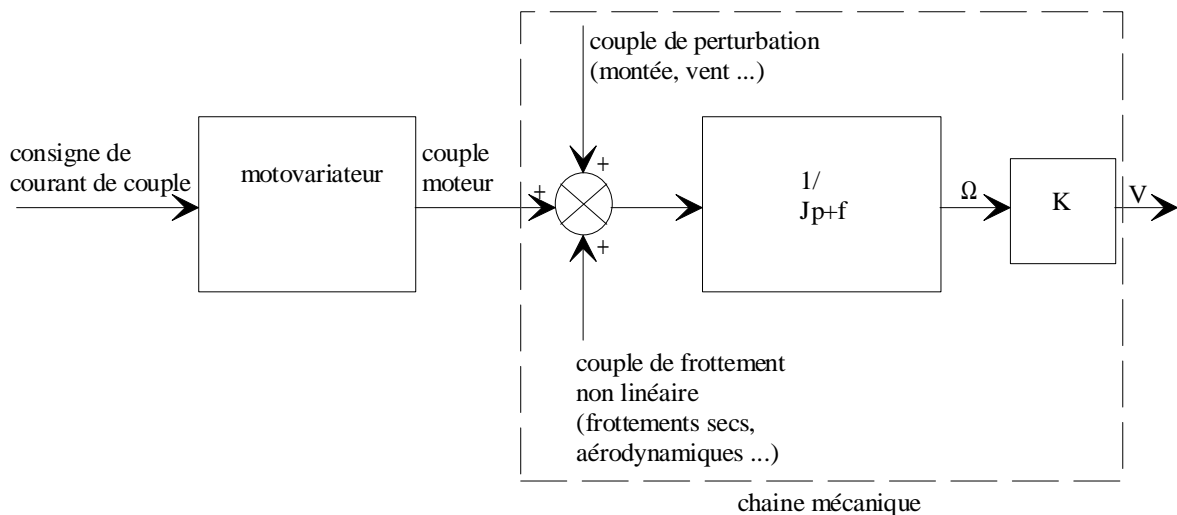 couple de perturbation
(montée, vent ...)
consigne de
courant de couple
motovariateur
couple
moteur
+
+
+
1/
Jp+f
Ω
K
V
couple de frottement
non linéaire
(frottements secs,
aérodynamiques ...)
chaine mécanique